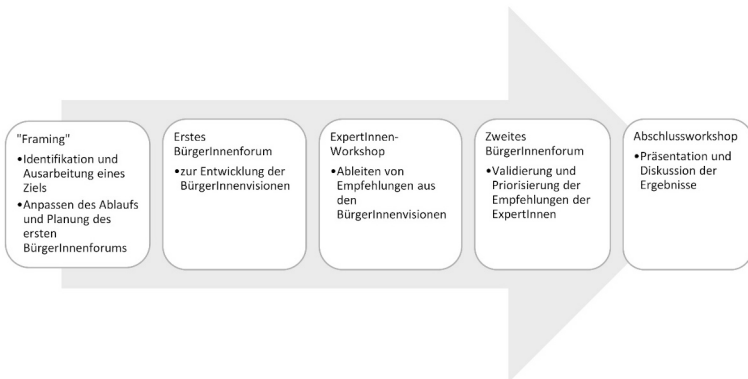 "Framing"
•Identifikation und
Ausarbeitung eines
Ziels
•Anpassen des Ablaufs
und Planung des
ersten
BürgerInnenforums
Erstes
BürgerInnenforum
•zur Entwicklung der
BürgerInnenvisionen
ExpertInnen-
Workshop
•Ableiten von
Empfehlungen aus
den
BürgerInnenvisionen
Zweites
BürgerInnenforum
•Validierung und
Priorisierung der
Empfehlungen der
ExpertInnen
Abschlussworkshop
•Präsentation und
Diskussion der
Ergebnisse